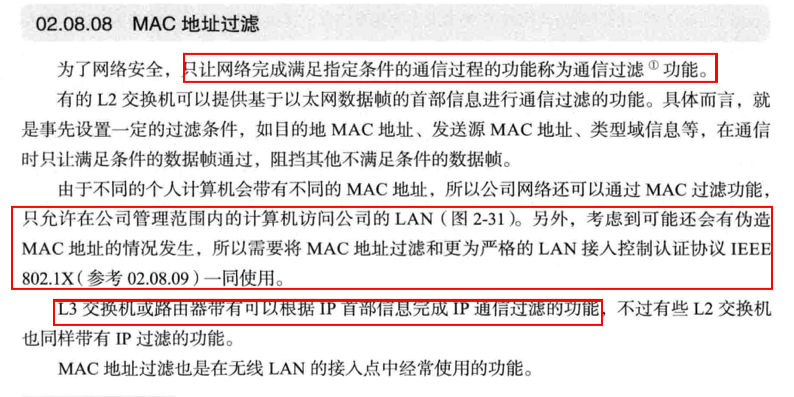 02.08.08 MAC 地址过滤
为了网络安全，只让网络完成满足指定条件的通信过程的功能称为通信过滤①功能。
有的 L2 交换机可以提供基于以太网数据帧的首部信息进行通信过滤的功能。具体而言，就
是事先设置一定的过滤条件，如目的地 MAC 地址、发送源 MAC 地址、类型域信息等，在通信
时只让满足条件的数据帧通过，阻挡其他不满足条件的数据帧。
由于不同的个人计算机会带有不同的 MAC 地址，所以公司网络还可以通过 MAC 过滤功能，
只允许在公司管理范围内的计算机访问公司的 LAN（图 2-31）。另外，考虑到可能还会有伪造
MAC 地址的情况发生，所以需要将 MAC 地址过滤和更为严格的 LAN 接入控制认证协议 IEEE
802.1X（参考 02.08.09）一同使用。
L3 交换机或路由器带有可以根据 IP 首部信息完成 IP 通信过滤的功能，不过有些 L2 交换机
也同样带有 IP 过滤的功能。
MAC 地址过滤也是在无线 LAN 的接入点中经常使用的功能。